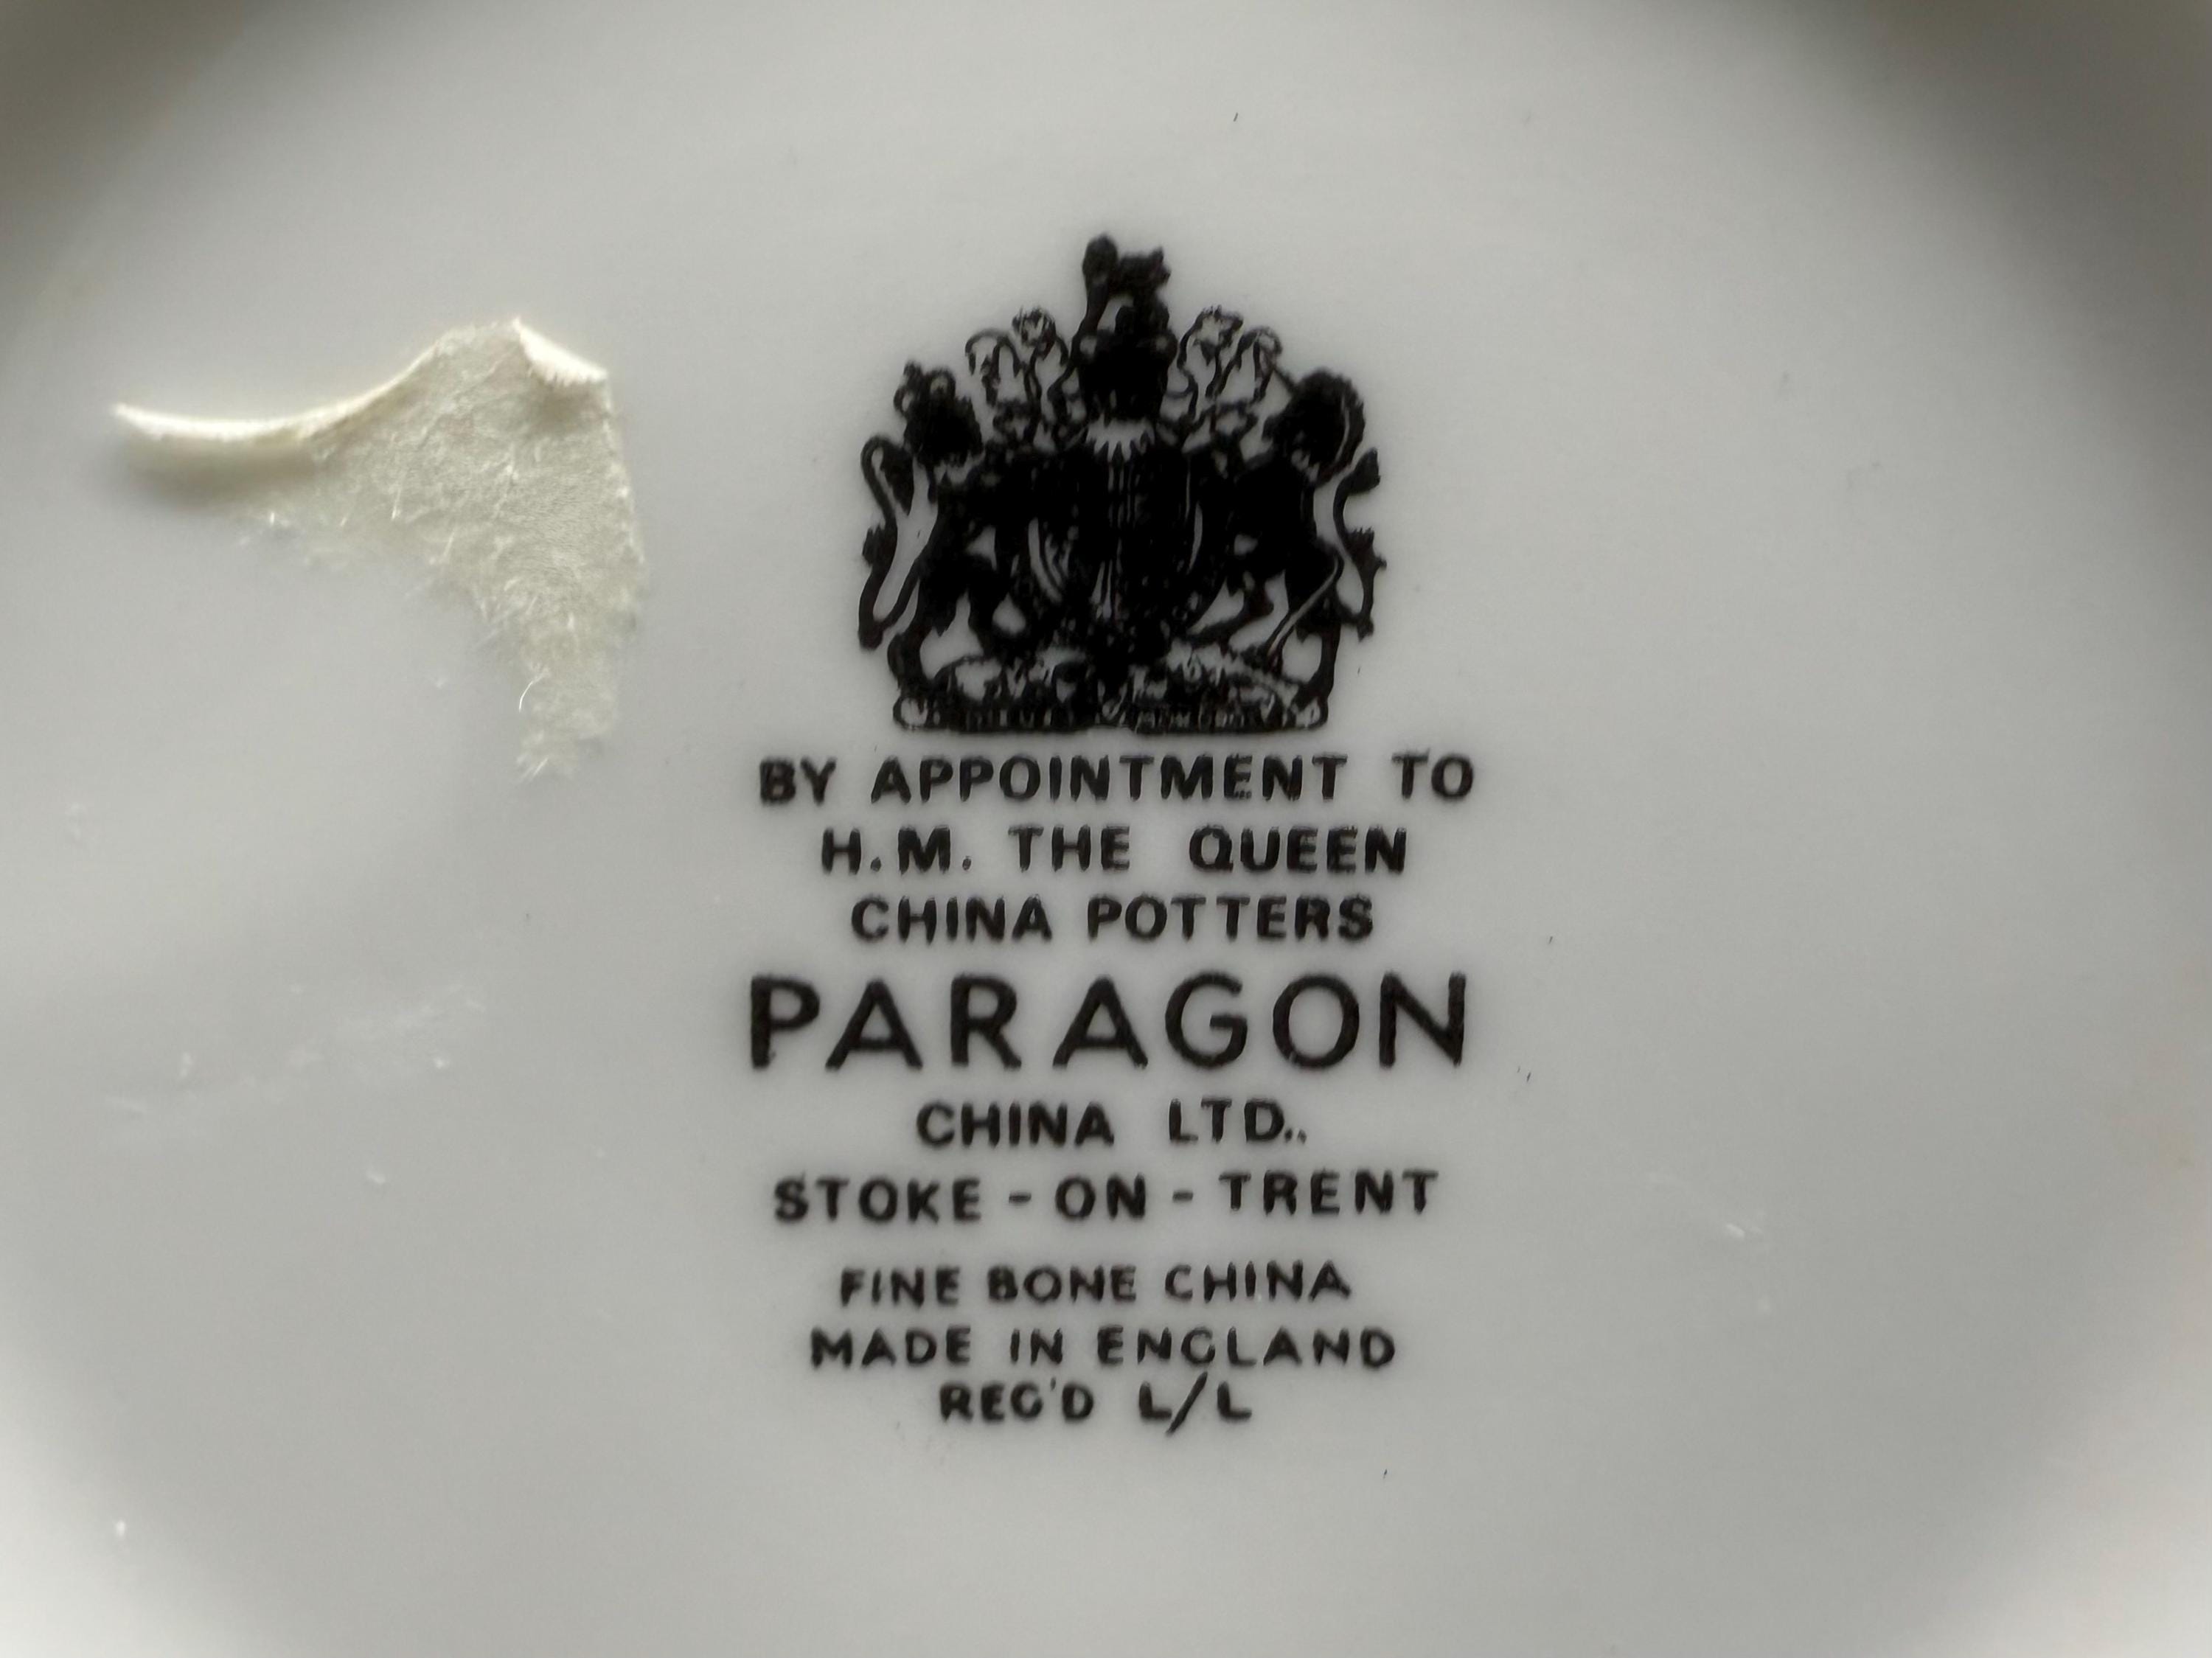 BY APPOINTMENT TO
H.M. THE QUEEN
CHINA POTTERS
PARAGON
CHINA LTD.,
STOKE - ON - TRENT
FINE BONE CHINA
MADE IN ENGLAND
REG'D L/L